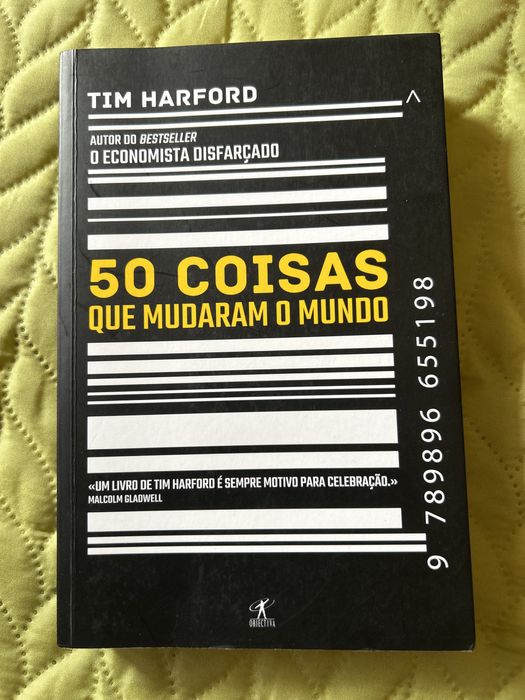 TIM HARFORD
AUTOR DO BESTSELLER
O ECONOMISTA DISFARÇADO
50 COISAS
QUE MUDARAM O MUNDO
«UM LIVRO DE TIM HARFORD É SEMPRE MOTIVO PARA CELEBRAÇÃO.»
MALCOLM GLADWELL
9 789896 655198 >
OBJECTIVA